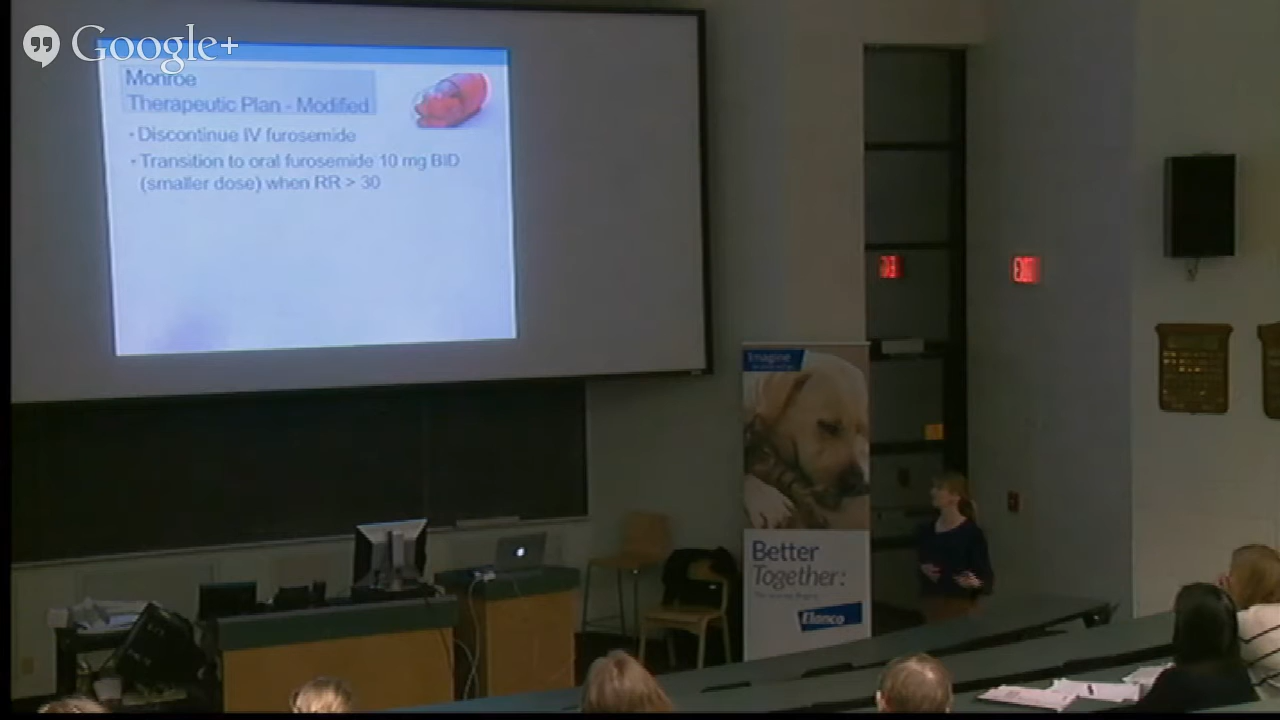 Google+
Monroe
Therapeutic Plan - Modified
• Discontinue IV furosemide
• Transition to oral furosemide 10 mg BID
(smaller dose) when RR > 30
EXIT
Imagine
Better
Together:
Elanco